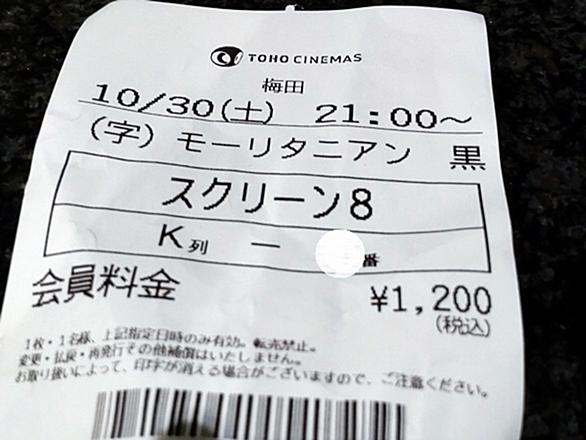 TOHO CINEMAS
梅田
10/30(土) 21:00～
(字) モーリタニアン 黒
スクリーン8
K列 － 番
会員料金 ¥1,200
(税込)
1枚・1名様、上記指定日時のみ有効。転売禁止。
変更・払戻・再発行その他補償はいたしません。
お取り扱いによって、印字が消える場合がございますので、ご注意ください。